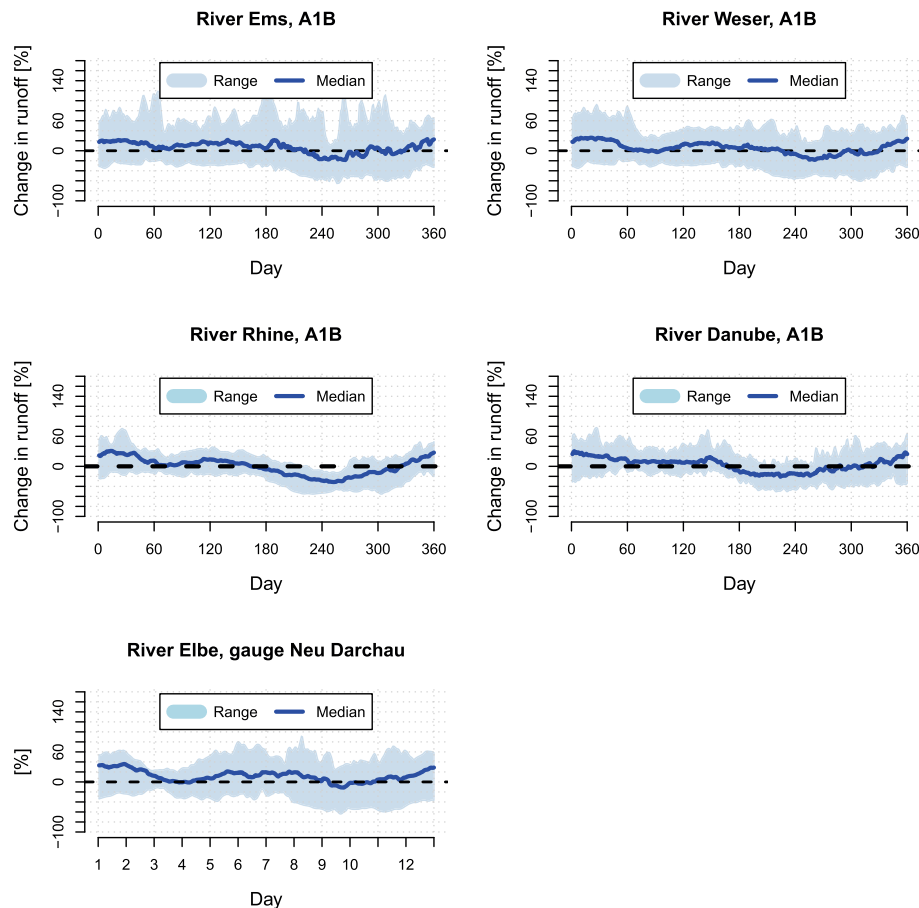 River Ems, A1B
Change in runoff [%]
140
60
0
−100
Range Median
0 60 120 180 240 300 360
Day
River Weser, A1B
Change in runoff [%]
140
60
0
−100
Range Median
0 60 120 180 240 300 360
Day
River Rhine, A1B
Change in runoff [%]
140
60
0
−100
Range Median
0 60 120 180 240 300 360
Day
River Danube, A1B
Change in runoff [%]
140
60
0
−100
Range Median
0 60 120 180 240 300 360
Day
River Elbe, gauge Neu Darchau
[%]
140
60
0
−100
Range Median
1 2 3 4 5 6 7 8 9 10 12
Day